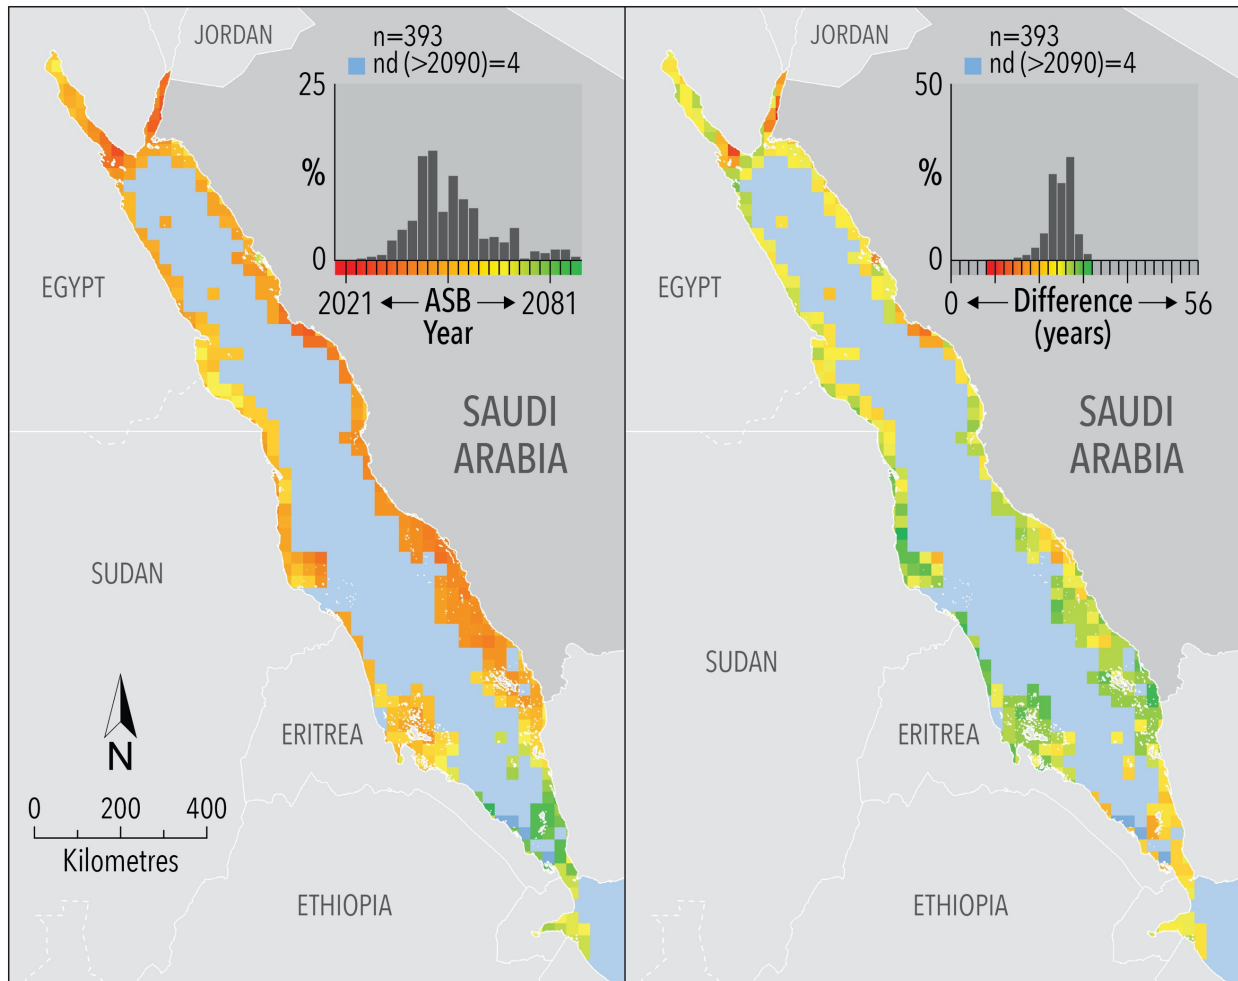 JORDAN
n=393
nd (>2090)=4
25
%
0
2021 ASB 2081
Year
EGYPT
SAUDI
ARABIA
SUDAN
ERITREA
N
0 200 400
Kilometres
ETHIOPIA
JORDAN
n=393
nd (>2090)=4
50
%
0
0 Difference 56
(years)
EGYPT
SAUDI
ARABIA
SUDAN
ERITREA
ETHIOPIA